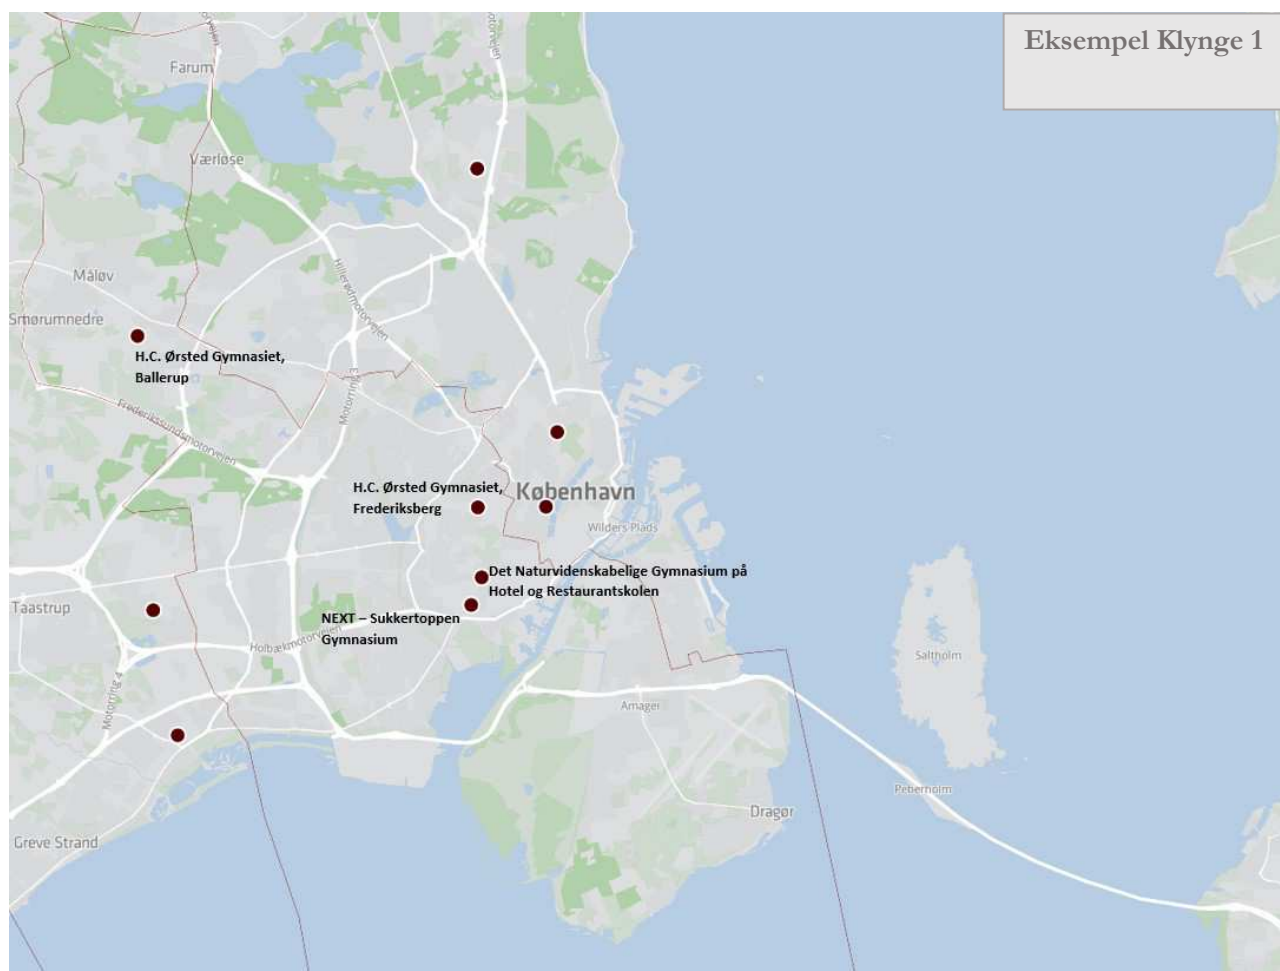 Eksempel Klynge 1
Farum
Værløse
Måløv
Smørumnedre
Hillerødmotorvejen
H.C. Ørsted Gymnasiet,
Ballerup
Motorring 3
Frederikssundsmotorvejen
H.C. Ørsted Gymnasiet,
Frederiksberg
København
Wilders Plads
Det Naturvidenskabelige Gymnasium på
Hotel og Restaurantskolen
Taastrup
NEXT – Sukkertoppen
Gymnasium
Holbækmotorvejen
Motorring 4
Saltholm
Amager
Peberholm
Dragør
Greve Strand